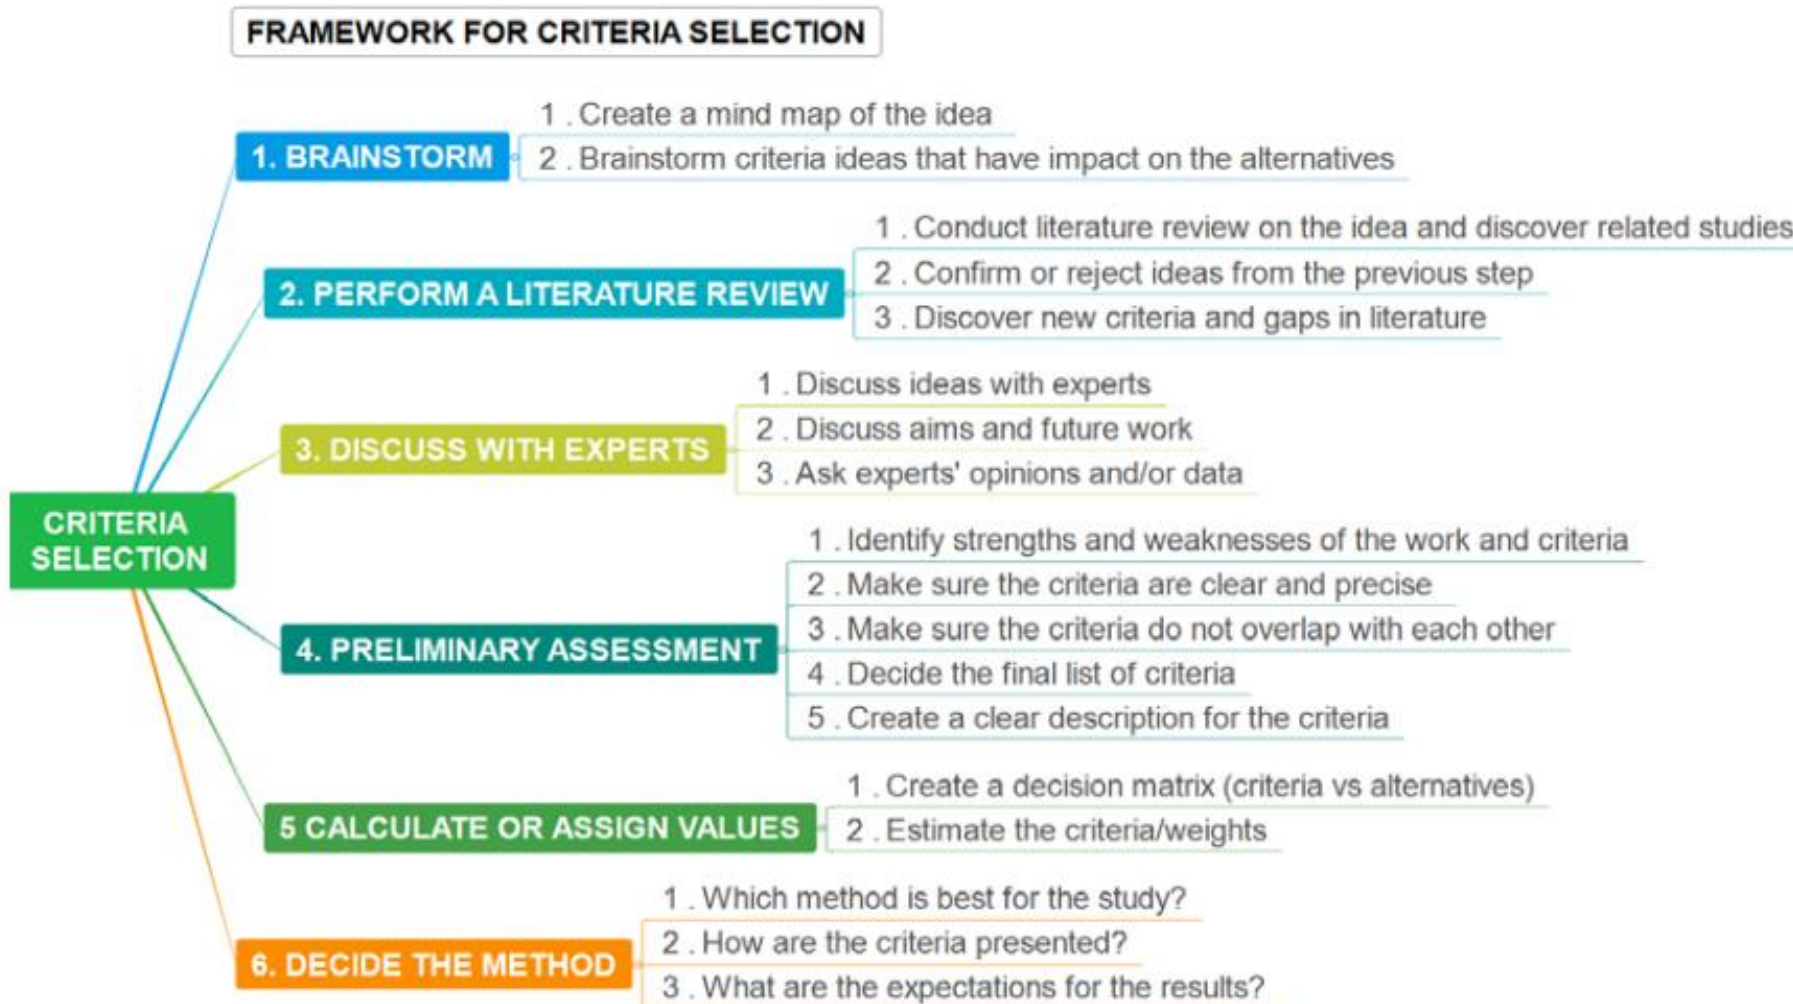 FRAMEWORK FOR CRITERIA SELECTION
1. BRAINSTORM
1 . Create a mind map of the idea
2 . Brainstorm criteria ideas that have impact on the alternatives
2. PERFORM A LITERATURE REVIEW
1 . Conduct literature review on the idea and discover related studies
2 . Confirm or reject ideas from the previous step
3 . Discover new criteria and gaps in literature
3. DISCUSS WITH EXPERTS
1 . Discuss ideas with experts
2 . Discuss aims and future work
3 . Ask experts' opinions and/or data
CRITERIA
SELECTION
4. PRELIMINARY ASSESSMENT
1 . Identify strengths and weaknesses of the work and criteria
2 . Make sure the criteria are clear and precise
3 . Make sure the criteria do not overlap with each other
4 . Decide the final list of criteria
5 . Create a clear description for the criteria
5 CALCULATE OR ASSIGN VALUES
1 . Create a decision matrix (criteria vs alternatives)
2 . Estimate the criteria/weights
6. DECIDE THE METHOD
1 . Which method is best for the study?
2 . How are the criteria presented?
3 . What are the expectations for the results?